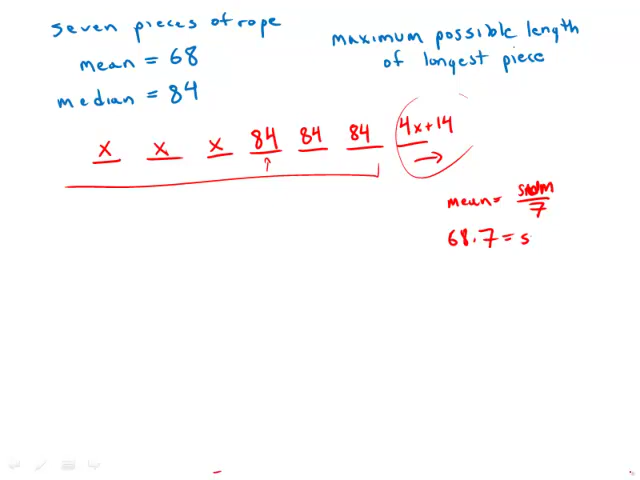 seven pieces of rope
mean = 68
median = 84
maximum possible length
of longest piece
x x x 84 84 84 4x+14
mean = sum/7
68.7 = s